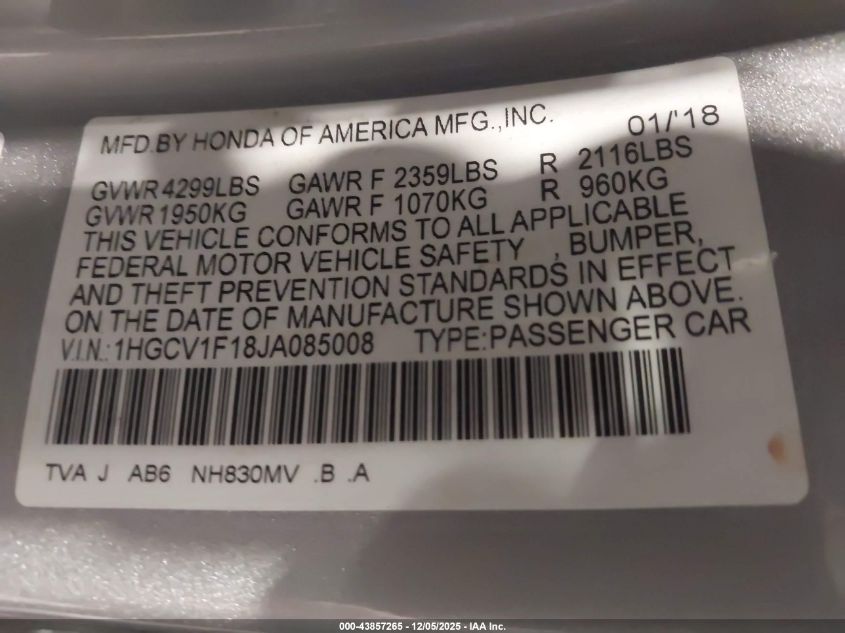 MFD.BY HONDA OF AMERICA MFG.,INC. 01/'18
GVWR 4299LBS GAWR F 2359LBS R 2116LBS
GVWR 1950KG GAWR F 1070KG R 960KG
THIS VEHICLE CONFORMS TO ALL APPLICABLE
FEDERAL MOTOR VEHICLE SAFETY , BUMPER,
AND THEFT PREVENTION STANDARDS IN EFFECT
ON THE DATE OF MANUFACTURE SHOWN ABOVE.
V.I.N.:1HGCV1F18JA085008 TYPE:PASSENGER CAR
TVA J AB6 NH830MV .B .A
000-43857265 - 12/05/2025 - IAA Inc.